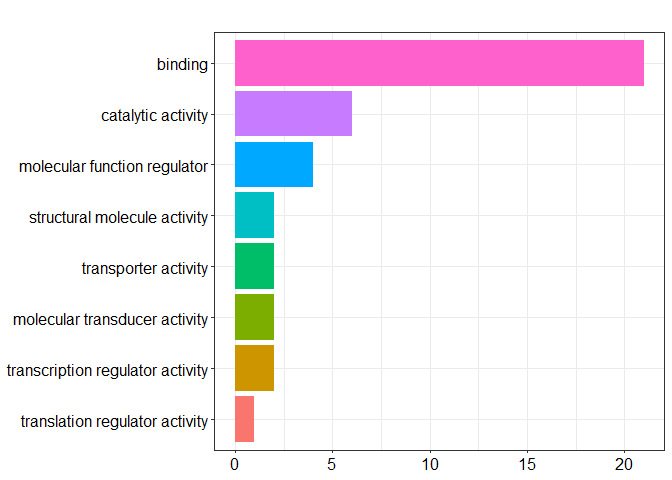 binding
catalytic activity
molecular function regulator
structural molecule activity
transporter activity
molecular transducer activity
transcription regulator activity
translation regulator activity
0 5 10 15 20